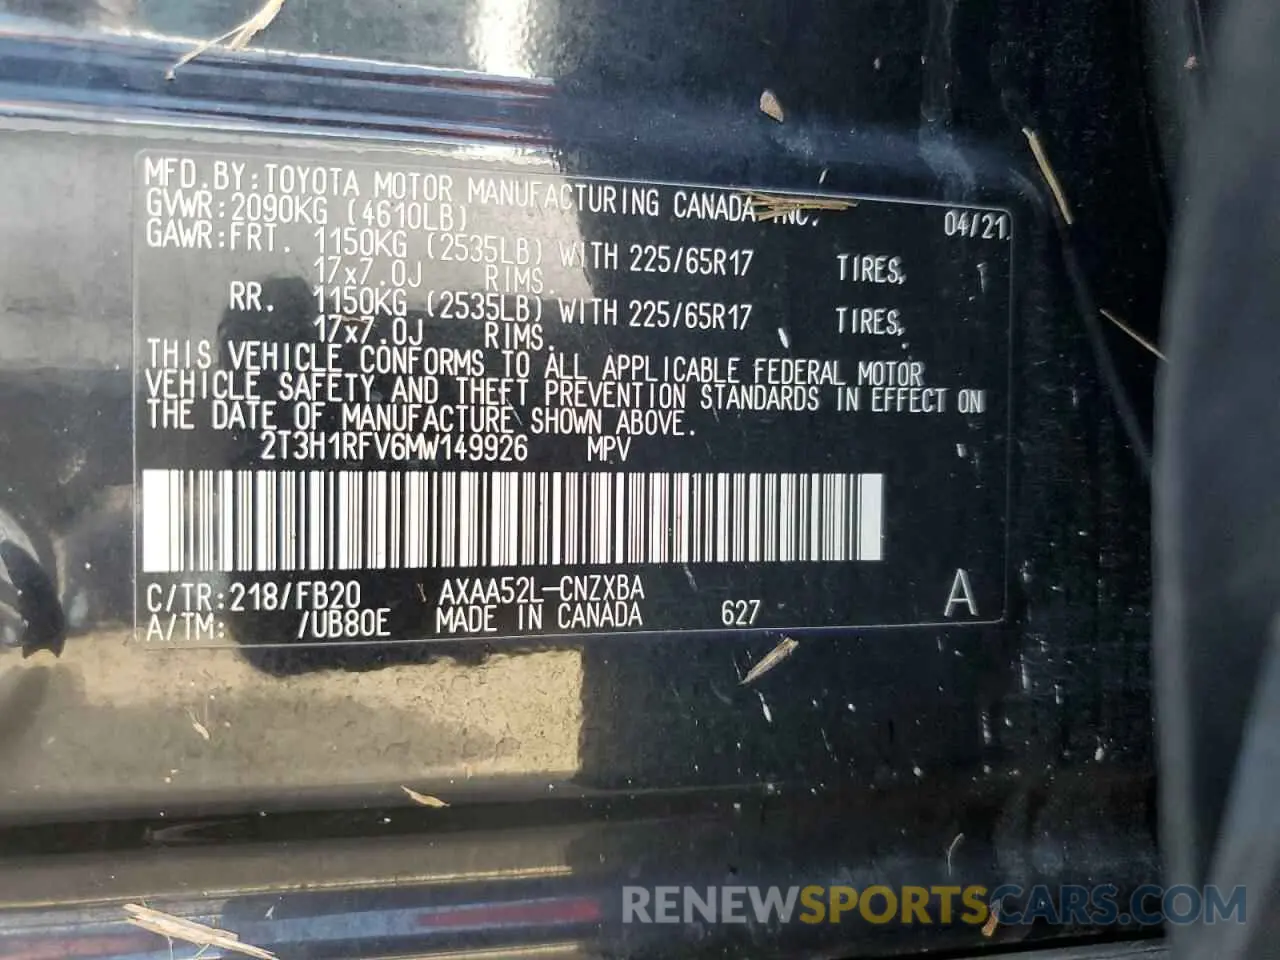 MFD.BY:TOYOTA MOTOR MANUFACTURING CANADA INC. 04/21
GVWR:2090KG (4610LB)
GAWR:FRT. 1150KG (2535LB) WITH 225/65R17 TIRES,
17x7.0J RIMS.
RR. 1150KG (2535LB) WITH 225/65R17 TIRES,
17x7.0J RIMS.
THIS VEHICLE CONFORMS TO ALL APPLICABLE FEDERAL MOTOR
VEHICLE SAFETY AND THEFT PREVENTION STANDARDS IN EFFECT ON
THE DATE OF MANUFACTURE SHOWN ABOVE.
2T3H1RFV6MW149926 MPV
C/TR:218/FB20 AXAA52L-CNZXBA A
A/TM: /UB80E MADE IN CANADA 627
RENEWSPORTSCARS.COM